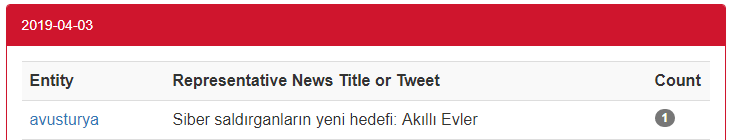 2019-04-03
Entity Representative News Title or Tweet Count
avusturya Siber saldırganların yeni hedefi: Akıllı Evler 1